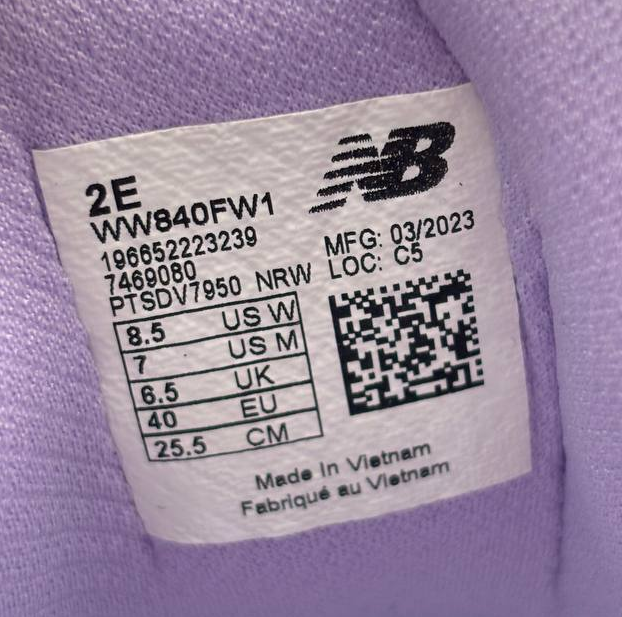 2E
NB
WW840FW1
196652223239
7469080
PTSDV7950 NRW
MFG: 03/2023
LOC: C5
8.5 US W
7 US M
6.5 UK
40 EU
25.5 CM
Made In Vietnam
Fabriqué au Vietnam